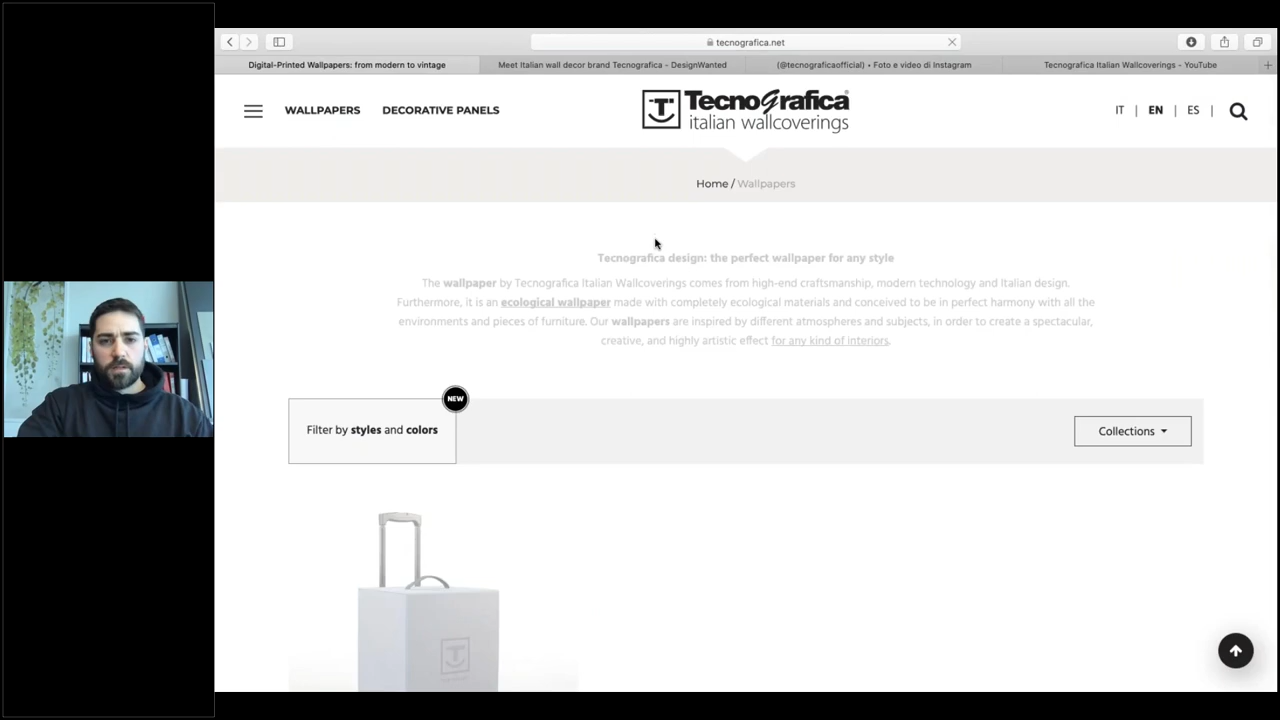 tecnografica.net
Digital-Printed Wallpapers: from modern to vintage
Meet Italian wall decor brand Tecnografica - DesignWanted
(@tecnograficaofficial) • Foto e video di Instagram
Tecnografica Italian Wallcoverings - YouTube
WALLPAPERS
DECORATIVE PANELS
TecnoGrafica®
italian wallcoverings
IT | EN | ES |
Home / Wallpapers
Tecnografica design: the perfect wallpaper for any style
The wallpaper by Tecnografica Italian Wallcoverings comes from high-end craftsmanship, modern technology and Italian design.
Furthermore, it is an ecological wallpaper made with completely ecological materials and conceived to be in perfect harmony with all the
environments and pieces of furniture. Our wallpapers are inspired by different atmospheres and subjects, in order to create a spectacular,
creative, and highly artistic effect for any kind of interiors.
NEW
Filter by styles and colors
Collections